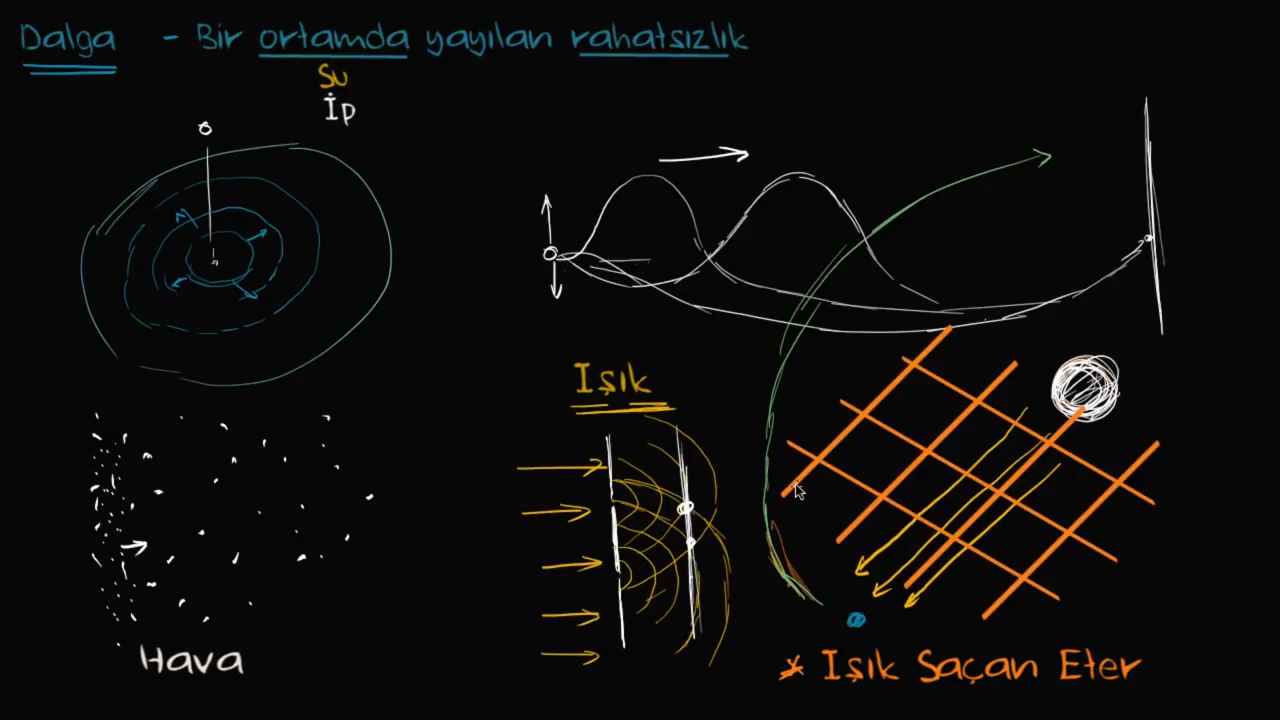 Dalga - Bir ortamda yayılan rahatsızlık
Su
İp
Işık
Hava
* Işık Saçan Eter